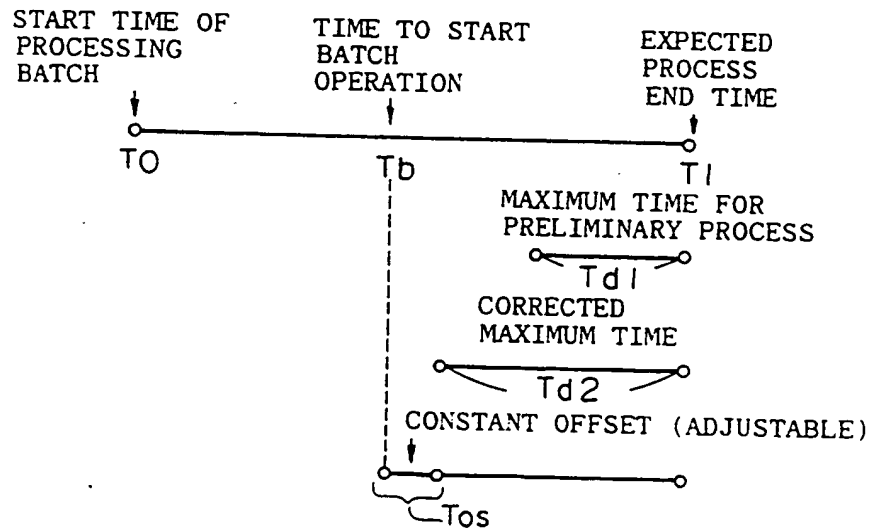 START TIME OF
PROCESSING
BATCH
TIME TO START
BATCH
OPERATION
EXPECTED
PROCESS
END TIME
T0
Tb
T1
MAXIMUM TIME FOR
PRELIMINARY PROCESS
Td1
CORRECTED
MAXIMUM TIME
Td2
CONSTANT OFFSET (ADJUSTABLE)
Tos